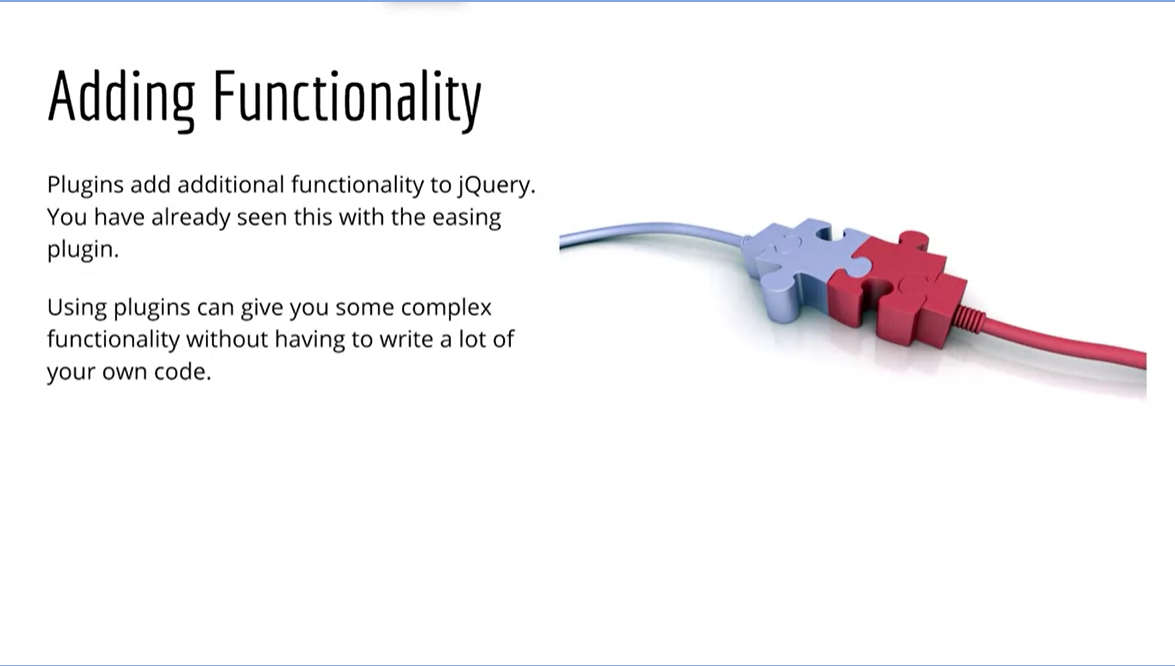 Adding Functionality
Plugins add additional functionality to jQuery.
You have already seen this with the easing
plugin.
Using plugins can give you some complex
functionality without having to write a lot of
your own code.